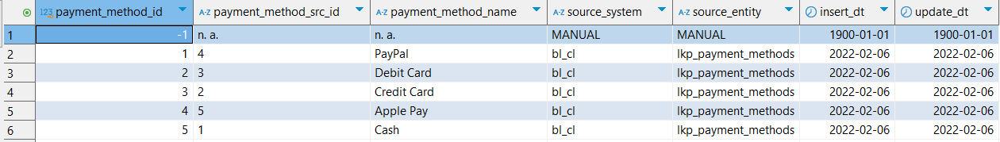 123 payment_method_id A-Z payment_method_src_id A-Z payment_method_name A-Z source_system A-Z source_entity insert_dt update_dt
1 -1 n. a. n. a. MANUAL MANUAL 1900-01-01 1900-01-01
2 1 4 PayPal bl_cl lkp_payment_methods 2022-02-06 2022-02-06
3 2 3 Debit Card bl_cl lkp_payment_methods 2022-02-06 2022-02-06
4 3 2 Credit Card bl_cl lkp_payment_methods 2022-02-06 2022-02-06
5 4 5 Apple Pay bl_cl lkp_payment_methods 2022-02-06 2022-02-06
6 5 1 Cash bl_cl lkp_payment_methods 2022-02-06 2022-02-06